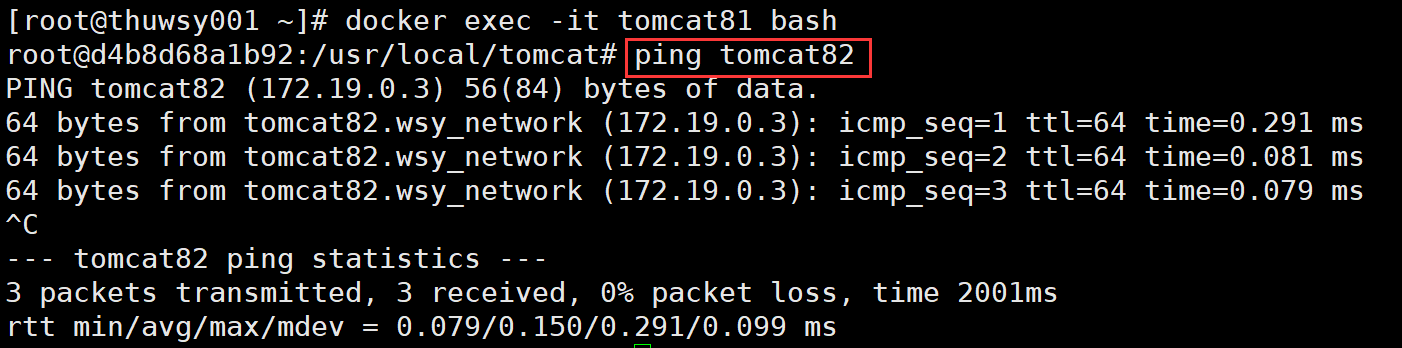 [root@thuwsy001 ~]# docker exec -it tomcat81 bash
root@d4b8d68a1b92:/usr/local/tomcat# ping tomcat82
PING tomcat82 (172.19.0.3) 56(84) bytes of data.
64 bytes from tomcat82.wsy_network (172.19.0.3): icmp_seq=1 ttl=64 time=0.291 ms
64 bytes from tomcat82.wsy_network (172.19.0.3): icmp_seq=2 ttl=64 time=0.081 ms
64 bytes from tomcat82.wsy_network (172.19.0.3): icmp_seq=3 ttl=64 time=0.079 ms
^C
--- tomcat82 ping statistics ---
3 packets transmitted, 3 received, 0% packet loss, time 2001ms
rtt min/avg/max/mdev = 0.079/0.150/0.291/0.099 ms